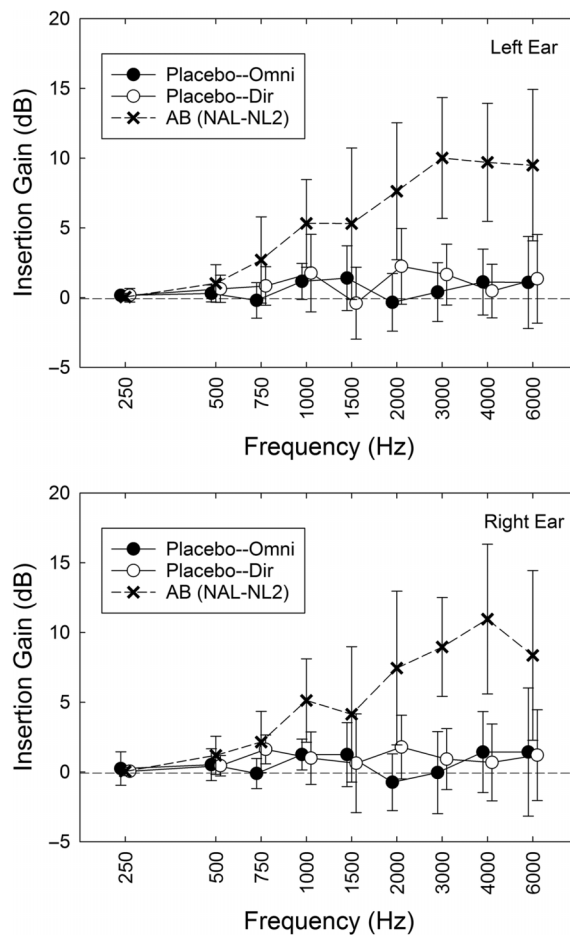 20
15
10
5
0
−5
Insertion Gain (dB)
Left Ear
Placebo--Omni
Placebo--Dir
AB (NAL-NL2)
250
500
750
1000
1500
2000
3000
4000
6000
Frequency (Hz)
20
15
10
5
0
−5
Insertion Gain (dB)
Right Ear
Placebo--Omni
Placebo--Dir
AB (NAL-NL2)
250
500
750
1000
1500
2000
3000
4000
6000
Frequency (Hz)